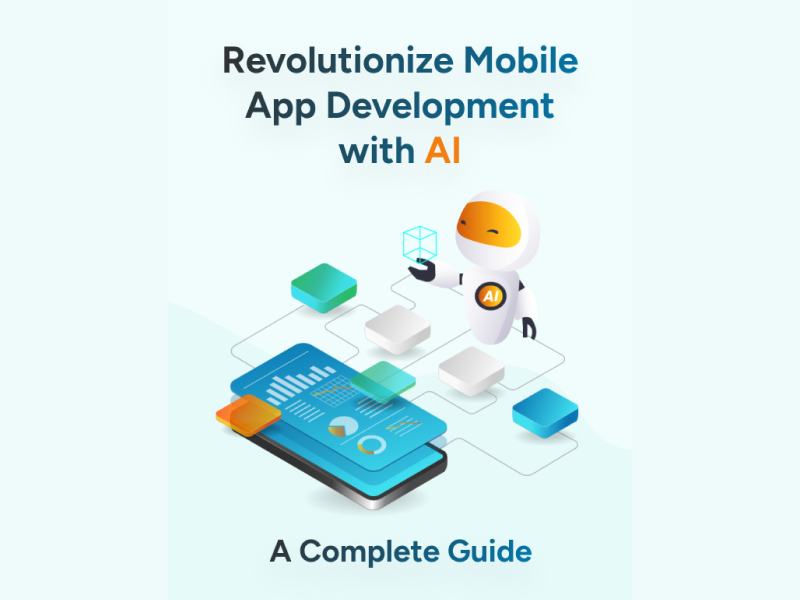 Revolutionize Mobile
App Development
with AI
AI
A Complete Guide